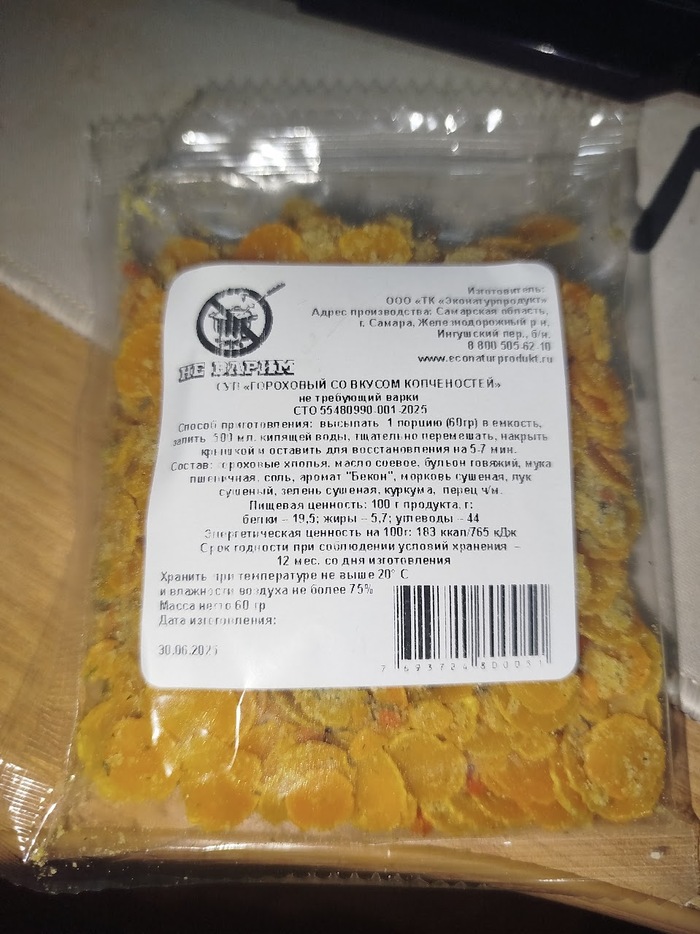 Изготовитель:
ООО «ТК «Эконатурпродукт»
Адрес производства: Самарская область,
г. Самара, Железнодорожный р-н,
Ингушский пер., б/н.
8 800 505-62-10
www.econaturprodukt.ru
НЕ ВАРИМ
СУП «ГОРОХОВЫЙ СО ВКУСОМ КОПЧЕНОСТЕЙ»
не требующий варки
СТО 55480990-001-2025
Способ приготовления: высыпать 1 порцию (60гр) в емкость,
залить 500 мл. кипящей воды, тщательно перемешать, накрыть
крышкой и оставить для восстановления на 5-7 мин.
Состав: гороховые хлопья, масло соевое, бульон говяжий, мука
пшеничная, соль, аромат "Бекон", морковь сушеная, лук
сушеный, зелень сушеная, куркума, перец ч/м.
Пищевая ценность: 100 г продукта, г:
белки – 19,5; жиры – 5,7; углеводы – 44
Энергетическая ценность на 100г: 183 ккал/765 кДж
Срок годности при соблюдении условий хранения –
12 мес. со дня изготовления
Хранить при температуре не выше 20° С
и влажности воздуха не более 75%
Масса нетто 60 гр
Дата изготовления:
30.06.2025